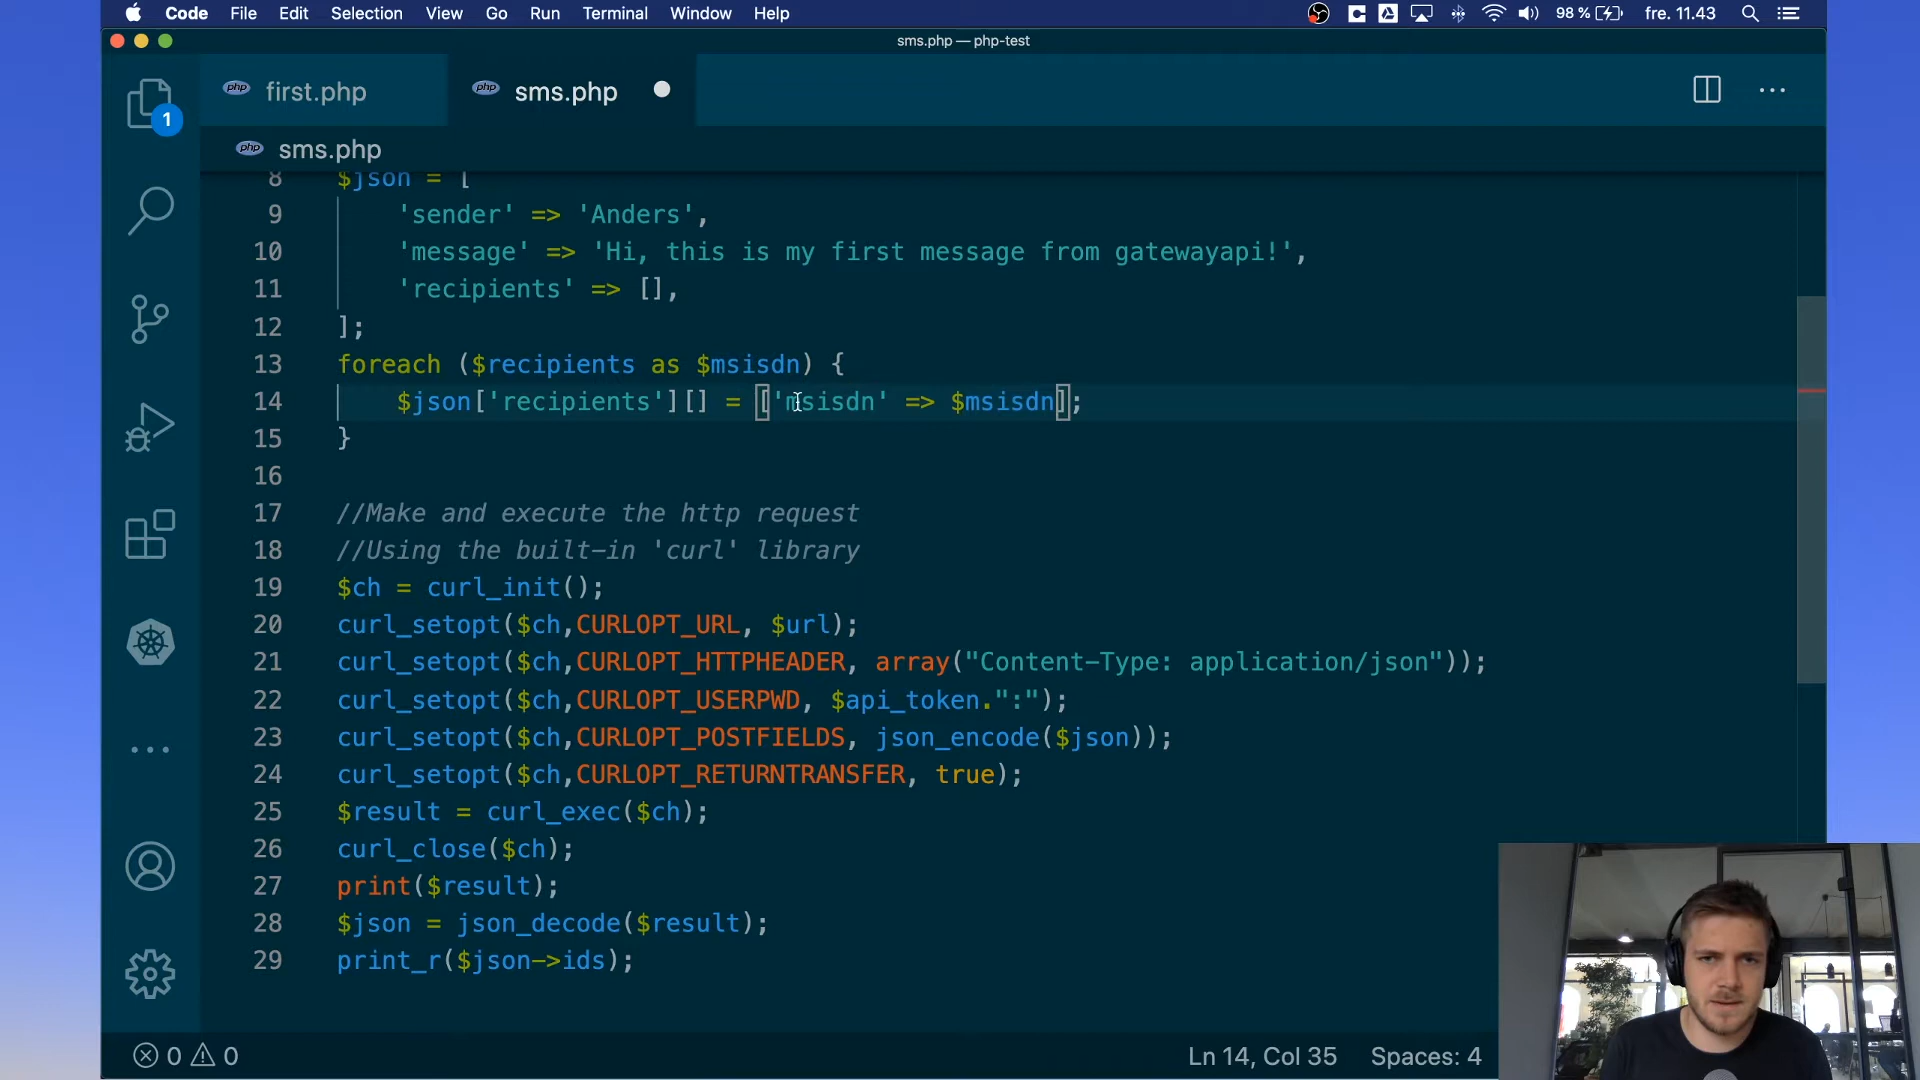 Code File Edit Selection View Go Run Terminal Window Help 98 % fre. 11.43
sms.php — php-test
php first.php php sms.php
1
php sms.php
8 $json = [
9 'sender' => 'Anders',
10 'message' => 'Hi, this is my first message from gatewayapi!',
11 'recipients' => [],
12 ];
13 foreach ($recipients as $msisdn) {
14 $json['recipients'][] = ['msisdn' => $msisdn];
15 }
16
17 //Make and execute the http request
18 //Using the built-in 'curl' library
19 $ch = curl_init();
20 curl_setopt($ch,CURLOPT_URL, $url);
21 curl_setopt($ch,CURLOPT_HTTPHEADER, array("Content-Type: application/json"));
22 curl_setopt($ch,CURLOPT_USERPWD, $api_token.":");
23 curl_setopt($ch,CURLOPT_POSTFIELDS, json_encode($json));
24 curl_setopt($ch,CURLOPT_RETURNTRANSFER, true);
25 $result = curl_exec($ch);
26 curl_close($ch);
27 print($result);
28 $json = json_decode($result);
29 print_r($json->ids);
0 0 Ln 14, Col 35 Spaces: 4